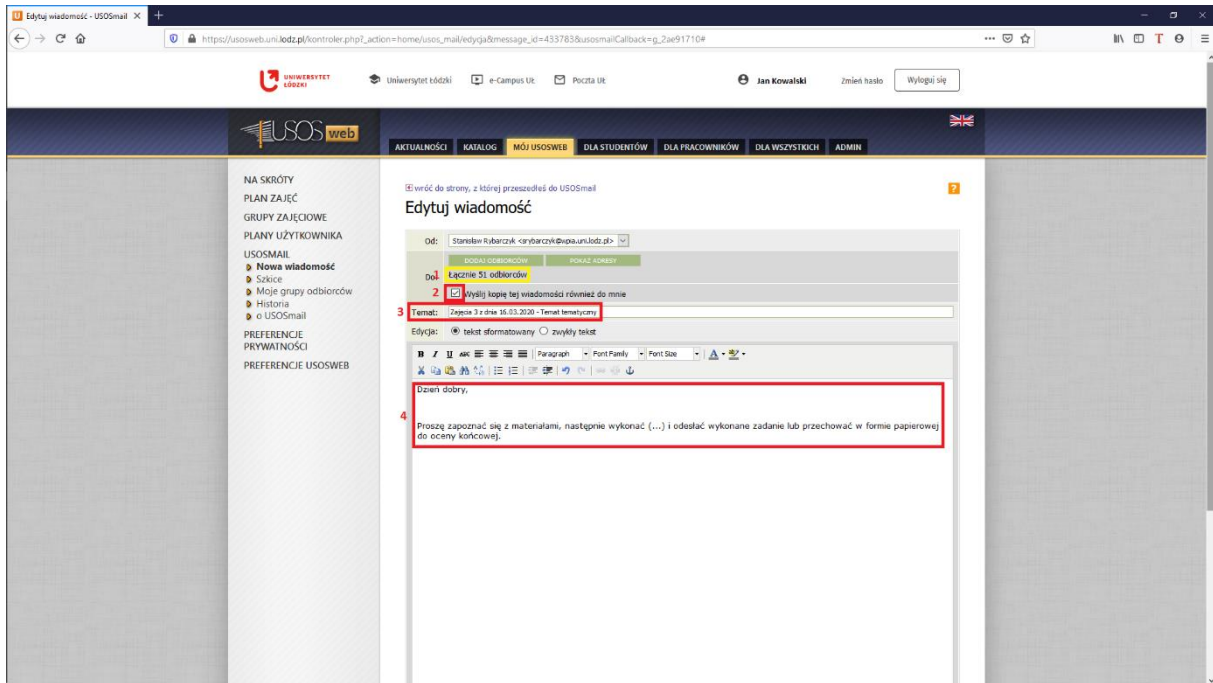 Edytuj wiadomość - USOSmail
https://usosweb.uni.lodz.pl/kontroler.php?_action=home/usos_mail/edycja&message_id=433783&usosmailCallback=g_2ae91710#
UNIWERSYTET ŁÓDZKI
Uniwersytet Łódzki e-Campus UŁ Poczta UŁ Jan Kowalski Zmień hasło Wyloguj się
USOS web
AKTUALNOŚCI KATALOG MÓJ USOSWEB DLA STUDENTÓW DLA PRACOWNIKÓW DLA WSZYSTKICH ADMIN
NA SKRÓTY
PLAN ZAJĘĆ
GRUPY ZAJĘCIOWE
PLANY UŻYTKOWNIKA
USOSMAIL
Nowa wiadomość
Szkice
Moje grupy odbiorców
Historia
o USOSmail
PREFERENCJE
PRYWATNOŚCI
PREFERENCJE USOSWEB
wróć do strony, z której przeszedłeś do USOSmail
?
Edytuj wiadomość
Od: Stanisław Rybarczyk <srybarczyk@wpia.uni.lodz.pl>
DODAJ ODBIORCÓW POKAŻ ADRESY
Do: 1 Łącznie 51 odbiorców
2 Wyślij kopię tej wiadomości również do mnie
3 Temat: Zajęcia 3 z dnia 16.03.2020 - Temat tematyczny
Edycja: tekst sformatowany zwykły tekst
B I U ABC Paragraph Font Family Font Size A
Dzień dobry,
4
Proszę zapoznać się z materiałami, następnie wykonać (...) i odesłać wykonane zadanie lub przechować w formie papierowej
do oceny końcowej.